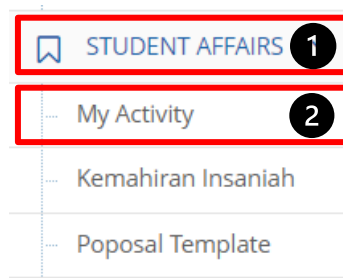 STUDENT AFFAIRS 1
My Activity 2
Kemahiran Insaniah
Poposal Template